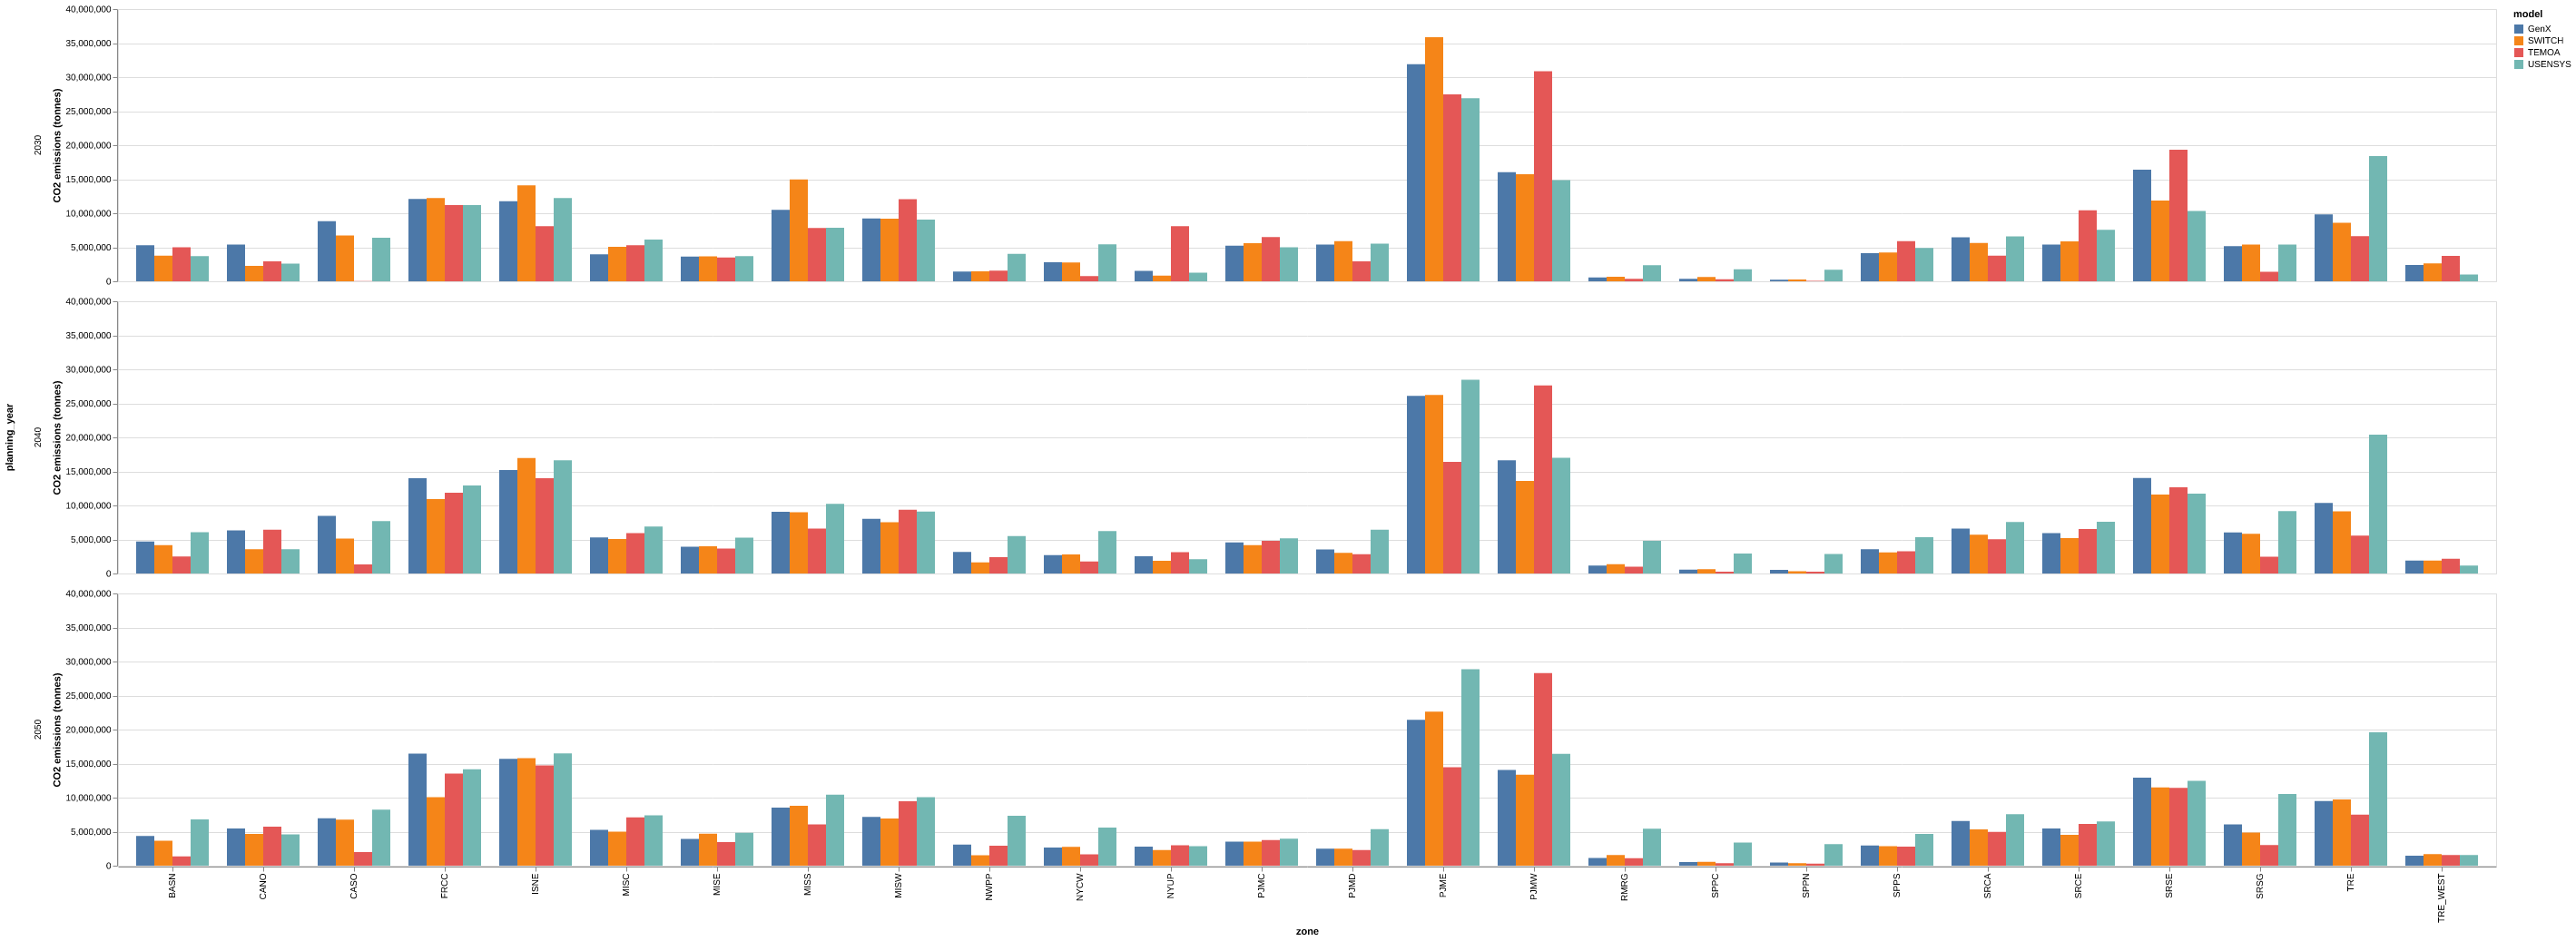 model
GenX
SWITCH
TEMOA
USENSYS
planning_year
2030
CO2 emissions (tonnes)
40,000,000
35,000,000
30,000,000
25,000,000
20,000,000
15,000,000
10,000,000
5,000,000
0
2040
CO2 emissions (tonnes)
40,000,000
35,000,000
30,000,000
25,000,000
20,000,000
15,000,000
10,000,000
5,000,000
0
2050
CO2 emissions (tonnes)
40,000,000
35,000,000
30,000,000
25,000,000
20,000,000
15,000,000
10,000,000
5,000,000
0
BASN
CANO
CASO
FRCC
ISNE
MISC
MISE
MISS
MISW
NWPP
NYCW
NYUP
PJMC
PJMD
PJME
PJMW
RMRG
SPPC
SPPN
SPPS
SRCA
SRCE
SRSE
SRSG
TRE
TRE_WEST
zone